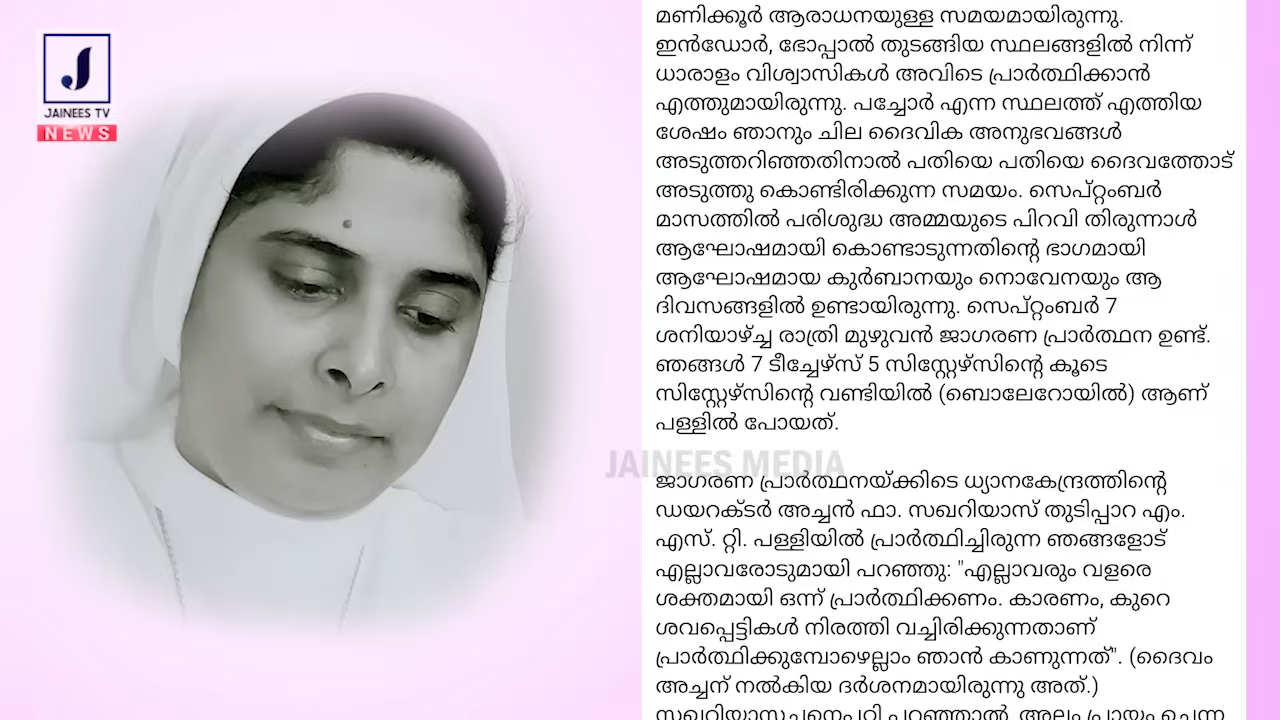 J
JAINEES TV
NEWS
മണിക്കൂർ ആരാധനയുള്ള സമയമായിരുന്നു.
ഇൻഡോർ, ഭോപ്പാൽ തുടങ്ങിയ സ്ഥലങ്ങളിൽ നിന്ന്
ധാരാളം വിശ്വാസികൾ അവിടെ പ്രാർത്ഥിക്കാൻ
എത്തുമായിരുന്നു. പച്ചോർ എന്ന സ്ഥലത്ത് എത്തിയ
ശേഷം ഞാനും ചില ദൈവിക അനുഭവങ്ങൾ
അടുത്തറിഞ്ഞതിനാൽ പതിയെ പതിയെ ദൈവത്തോട്
അടുത്തു കൊണ്ടിരിക്കുന്ന സമയം. സെപ്റ്റംബർ
മാസത്തിൽ പരിശുദ്ധ അമ്മയുടെ പിറവി തിരുന്നാൾ
ആഘോഷമായി കൊണ്ടാടുന്നതിന്റെ ഭാഗമായി
ആഘോഷമായ കുർബാനയും നൊവേനയും ആ
ദിവസങ്ങളിൽ ഉണ്ടായിരുന്നു. സെപ്റ്റംബർ 7
ശനിയാഴ്ച്ച രാത്രി മുഴുവൻ ജാഗരണ പ്രാർത്ഥന ഉണ്ട്.
ഞങ്ങൾ 7 ടീച്ചേഴ്സ് 5 സിസ്റ്റേഴ്സിന്റെ കൂടെ
സിസ്റ്റേഴ്സിന്റെ വണ്ടിയിൽ (ബൊലേറോയിൽ) ആണ്
പള്ളിൽ പോയത്.
JAINEES MEDIA
ജാഗരണ പ്രാർത്ഥനയ്ക്കിടെ ധ്യാനകേന്ദ്രത്തിന്റെ
ഡയറക്ടർ അച്ചൻ ഫാ. സഖറിയാസ് തുടിപ്പാറ എം.
എസ്. റ്റി. പള്ളിയിൽ പ്രാർത്ഥിച്ചിരുന്ന ഞങ്ങളോട്
എല്ലാവരോടുമായി പറഞ്ഞു: "എല്ലാവരും വളരെ
ശക്തമായി ഒന്ന് പ്രാർത്ഥിക്കണം. കാരണം, കുറെ
ശവപ്പെട്ടികൾ നിരത്തി വച്ചിരിക്കുന്നതാണ്
പ്രാർത്ഥിക്കുമ്പോഴെല്ലാം ഞാൻ കാണുന്നത്". (ദൈവം
അച്ചന് നൽകിയ ദർശനമായിരുന്നു അത്.)